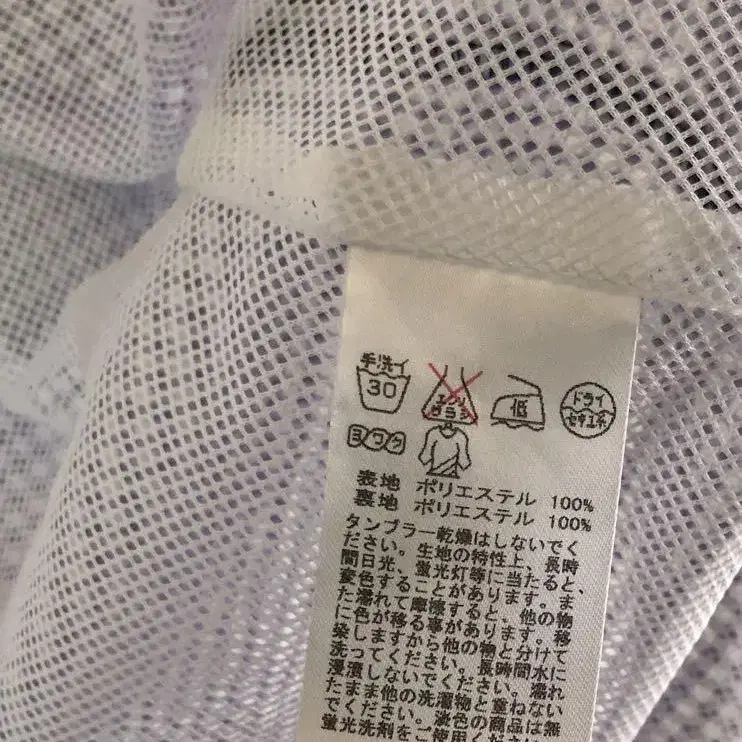 手洗イ
30
エンソ
サラシ
低
ドライ
セキユ系
ヨワク
表地 ポリエステル 100%
裏地 ポリエステル 100%
タンブラー乾燥はしないでく
ださい。生地の特性上、長時
間日光、蛍光灯等に当たると、
変色することがあります。ま
た濡れて摩擦すると、他の物
に色が移る事があります。移
染しますから他の物と分けて
洗ってください。長時間水に
浸漬しないでください。濡れ
たまま他の洗濯物と重ねない
でください。淡色の商品は無
蛍光洗剤をご使用ください